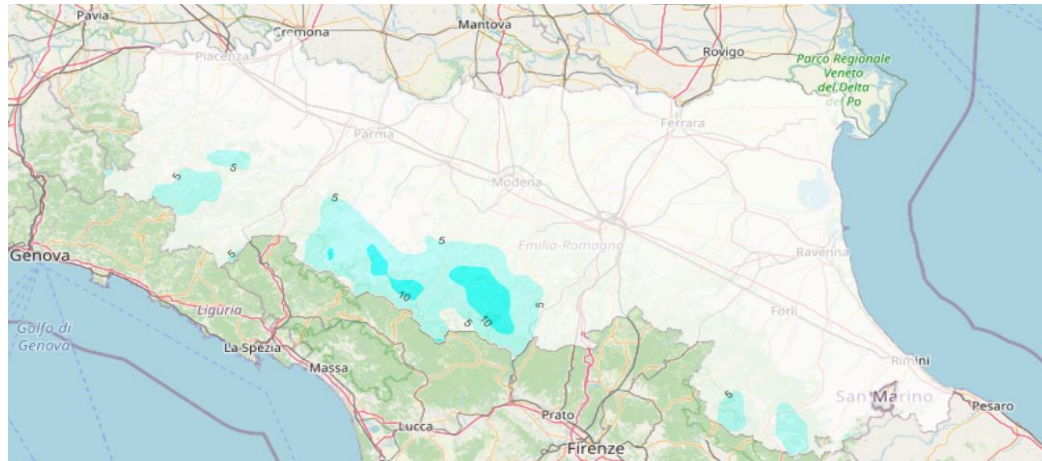 Pavia
Cremona
Mantova
Rovigo
Piacenza
Parco Regionale
Veneto
del Delta
del Po
Parma
Ferrara
5
5
Modena
5
5
Emilia-Romagna
Genova
5
Ravenna
10
5
Liguria
5
10
Forlì
Golfo di
Genova
La Spezia
Massa
Rimini
5
San Marino
Pesaro
Prato
Lucca
Firenze